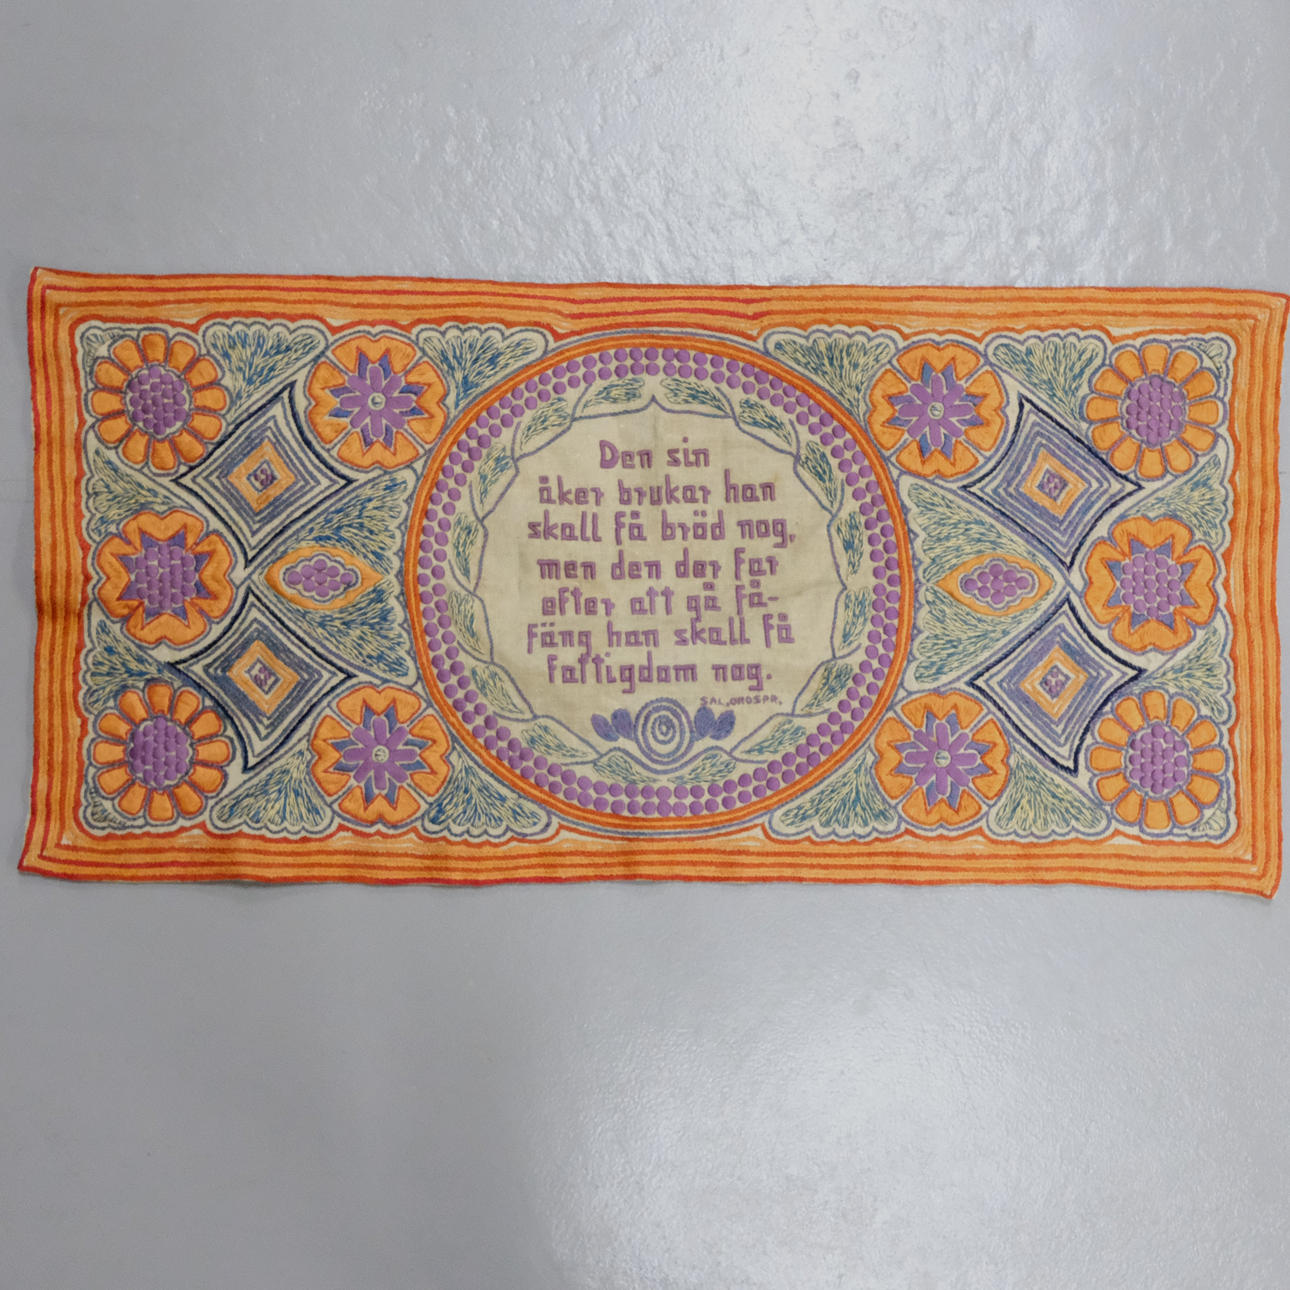 Den sin
åker brukar han
skall få bröd nog,
men den der far
efter att gå få-
fäng han skall få
fattigdom nog.
SAL. ORDSPR.